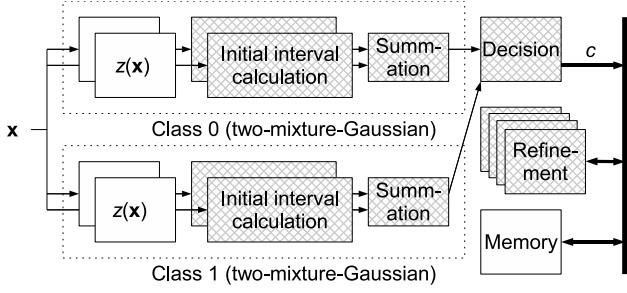 z(x)
Initial interval
calculation
Summ-
ation
Decision
c
Class 0 (two-mixture-Gaussian)
x
Refine-
ment
z(x)
Initial interval
calculation
Summ-
ation
Memory
Class 1 (two-mixture-Gaussian)